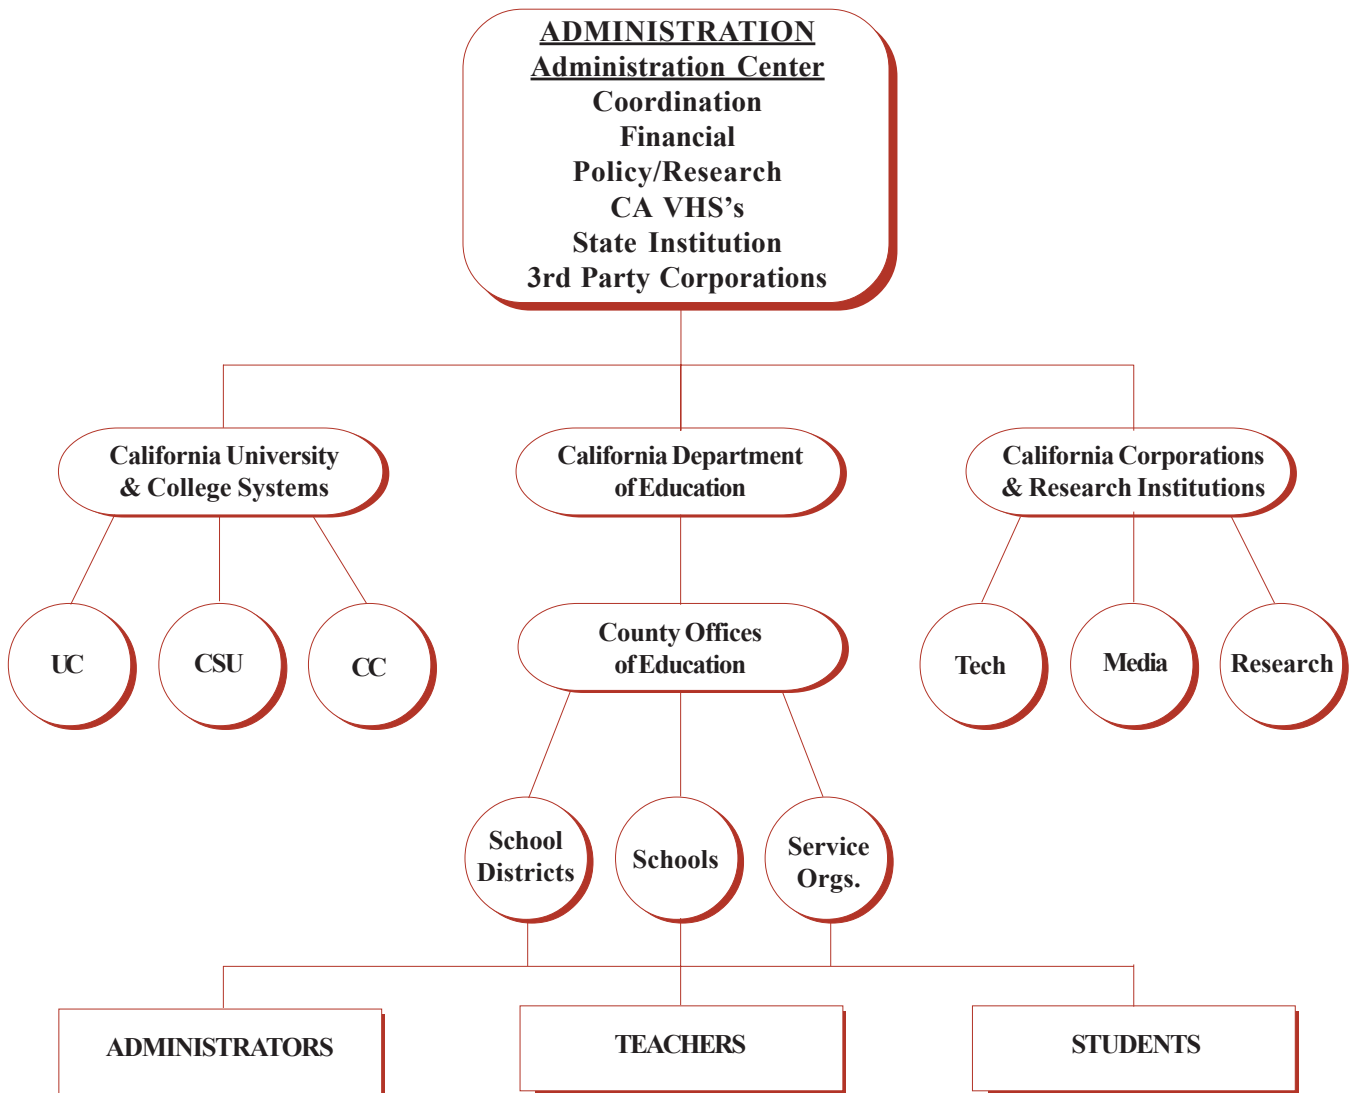 ADMINISTRATION
Administration Center
Coordination
Financial
Policy/Research
CA VHS's
State Institution
3rd Party Corporations
California University
& College Systems
California Department
of Education
California Corporations
& Research Institutions
UC
CSU
CC
County Offices
of Education
Tech
Media
Research
School
Districts
Schools
Service
Orgs.
ADMINISTRATORS
TEACHERS
STUDENTS